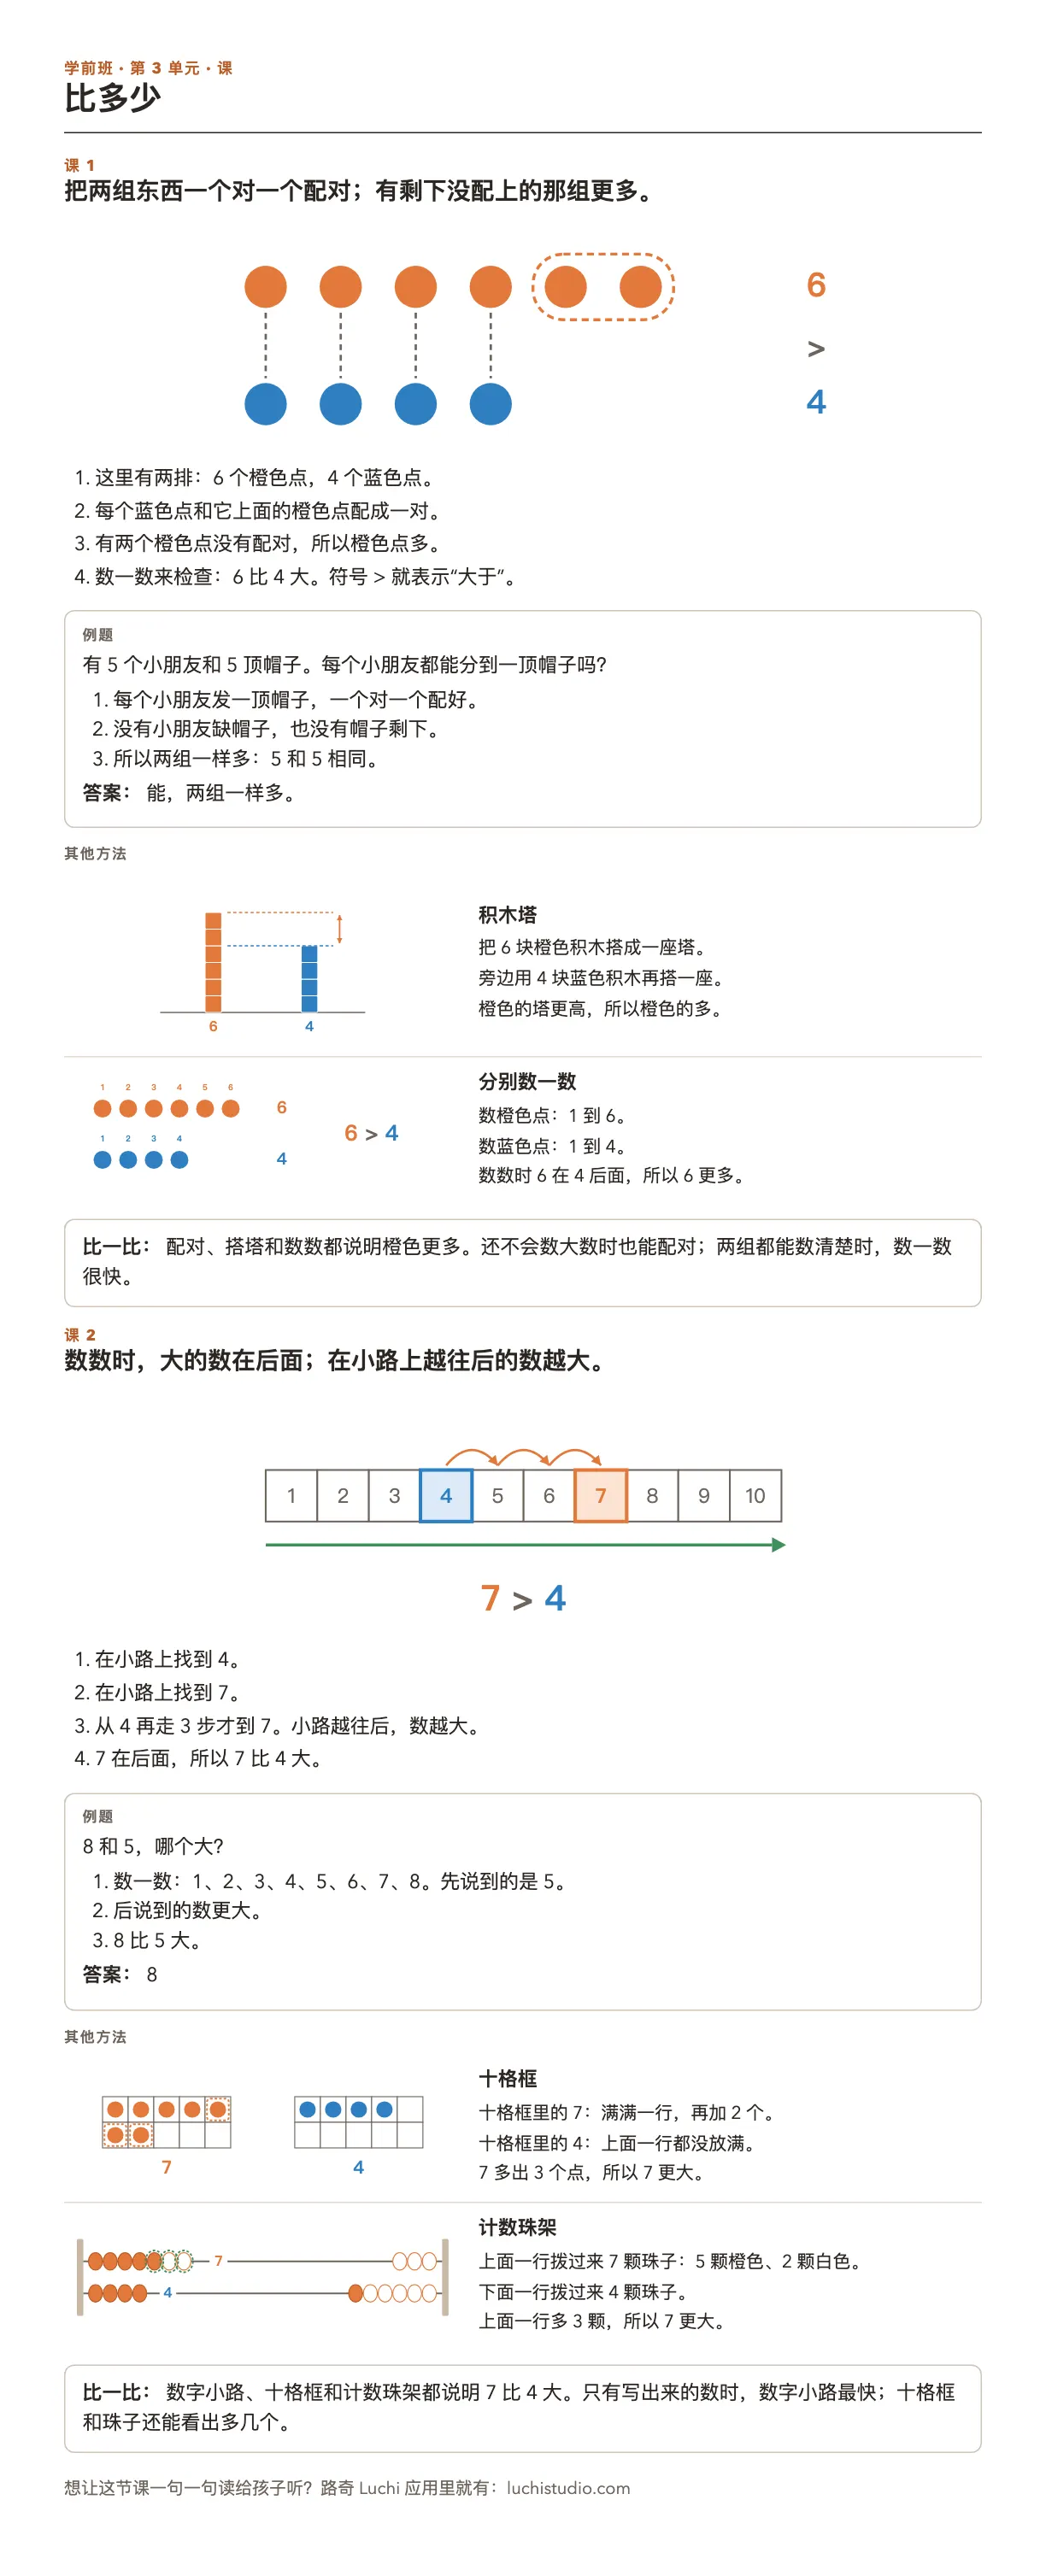 学前班 · 第 3 单元 · 课
比多少
课 1
把两组东西一个对一个配对；有剩下没配上的那组更多。
6
>
4
1. 这里有两排：6 个橙色点，4 个蓝色点。
2. 每个蓝色点和它上面的橙色点配成一对。
3. 有两个橙色点没有配对，所以橙色点多。
4. 数一数来检查：6 比 4 大。符号 > 就表示“大于”。
例题
有 5 个小朋友和 5 顶帽子。每个小朋友都能分到一顶帽子吗？
1. 每个小朋友发一顶帽子，一个对一个配好。
2. 没有小朋友缺帽子，也没有帽子剩下。
3. 所以两组一样多：5 和 5 相同。
答案： 能，两组一样多。
其他方法
6 4
积木塔
把 6 块橙色积木搭成一座塔。
旁边用 4 块蓝色积木再搭一座。
橙色的塔更高，所以橙色的多。
1 2 3 4 5 6
6
1 2 3 4
4
6 > 4
分别数一数
数橙色点：1 到 6。
数蓝色点：1 到 4。
数数时 6 在 4 后面，所以 6 更多。
比一比： 配对、搭塔和数数都说明橙色更多。还不会数大数时也能配对；两组都能数清楚时，数一数
很快。
课 2
数数时，大的数在后面；在小路上越往后的数越大。
1 2 3 4 5 6 7 8 9 10
7 > 4
1. 在小路上找到 4。
2. 在小路上找到 7。
3. 从 4 再走 3 步才到 7。小路越往后，数越大。
4. 7 在后面，所以 7 比 4 大。
例题
8 和 5，哪个大？
1. 数一数：1、2、3、4、5、6、7、8。先说到的是 5。
2. 后说到的数更大。
3. 8 比 5 大。
答案： 8
其他方法
7 4
十格框
十格框里的 7：满满一行，再加 2 个。
十格框里的 4：上面一行都没放满。
7 多出 3 个点，所以 7 更大。
7
4
计数珠架
上面一行拨过来 7 颗珠子：5 颗橙色、2 颗白色。
下面一行拨过来 4 颗珠子。
上面一行多 3 颗，所以 7 更大。
比一比： 数字小路、十格框和计数珠架都说明 7 比 4 大。只有写出来的数时，数字小路最快；十格框
和珠子还能看出多几个。
想让这节课一句一句读给孩子听？路奇 Luchi 应用里就有：luchistudio.com